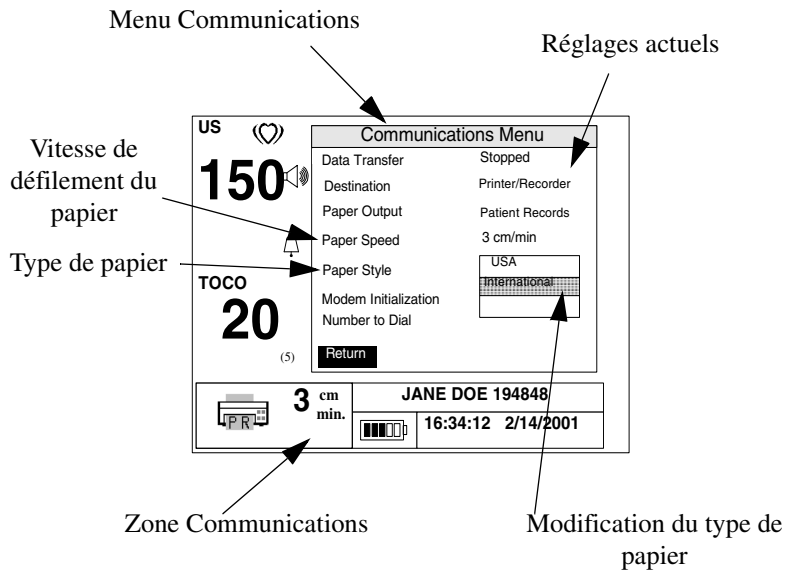 Menu Communications
Réglages actuels
Vitesse de
défilement du
papier
Type de papier
US
150
TOCO
20
(5)
Communications Menu
Data Transfer Stopped
Destination Printer/Recorder
Paper Output Patient Records
Paper Speed 3 cm/min
Paper Style
USA
International
Modem Initialization
Number to Dial
Return
PR
3 cm
min.
JANE DOE 194848
16:34:12 2/14/2001
Zone Communications
Modification du type de
papier